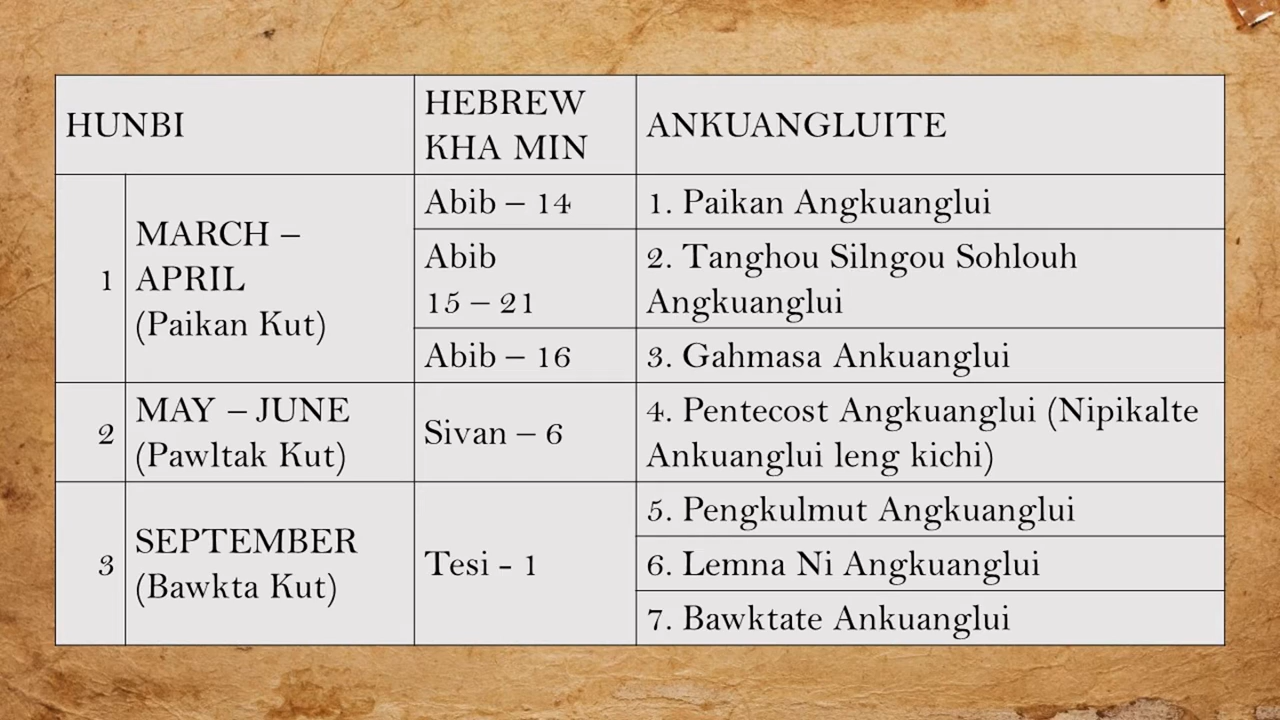 HUNBI
HEBREW
KHA MIN
ANKUANGLUITE
1
MARCH –
APRIL
(Paikan Kut)
Abib – 14
1. Paikan Angkuanglui
Abib
15 – 21
2. Tanghou Silngou Sohlouh
Angkuanglui
Abib – 16
3. Gahmasa Ankuanglui
2
MAY – JUNE
(Pawltak Kut)
Sivan – 6
4. Pentecost Angkuanglui (Nipikalte
Ankuanglui leng kichi)
3
SEPTEMBER
(Bawkta Kut)
Tesi - 1
5. Pengkulmut Angkuanglui
6. Lemna Ni Angkuanglui
7. Bawktate Ankuanglui